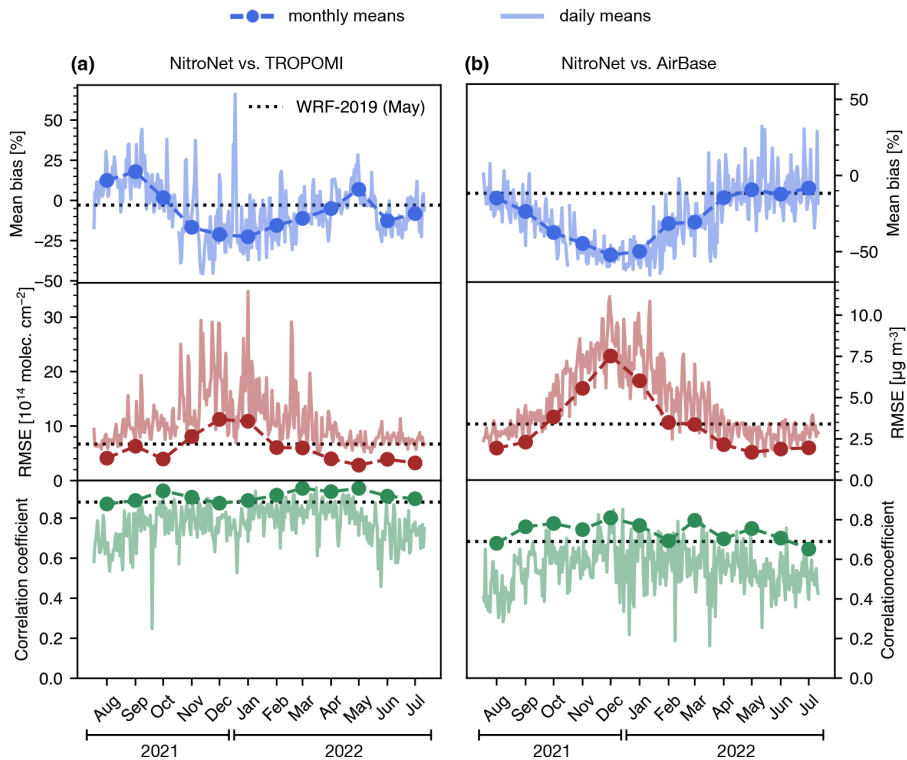 monthly means
daily means
(a)
NitroNet vs. TROPOMI
(b)
NitroNet vs. AirBase
WRF-2019 (May)
Mean bias [%]
50
25
0
−25
−50
Mean bias [%]
50
0
−50
RMSE [10¹⁴ molec. cm⁻²]
30
20
10
0
RMSE [µg m⁻³]
10.0
7.5
5.0
2.5
0.0
Correlation coefficient
0.8
0.6
0.4
0.2
0.0
Correlationcoefficient
0.8
0.6
0.4
0.2
0.0
Aug Sep Oct Nov Dec Jan Feb Mar Apr May Jun Jul
2021 2022
Aug Sep Oct Nov Dec Jan Feb Mar Apr May Jun Jul
2021 2022